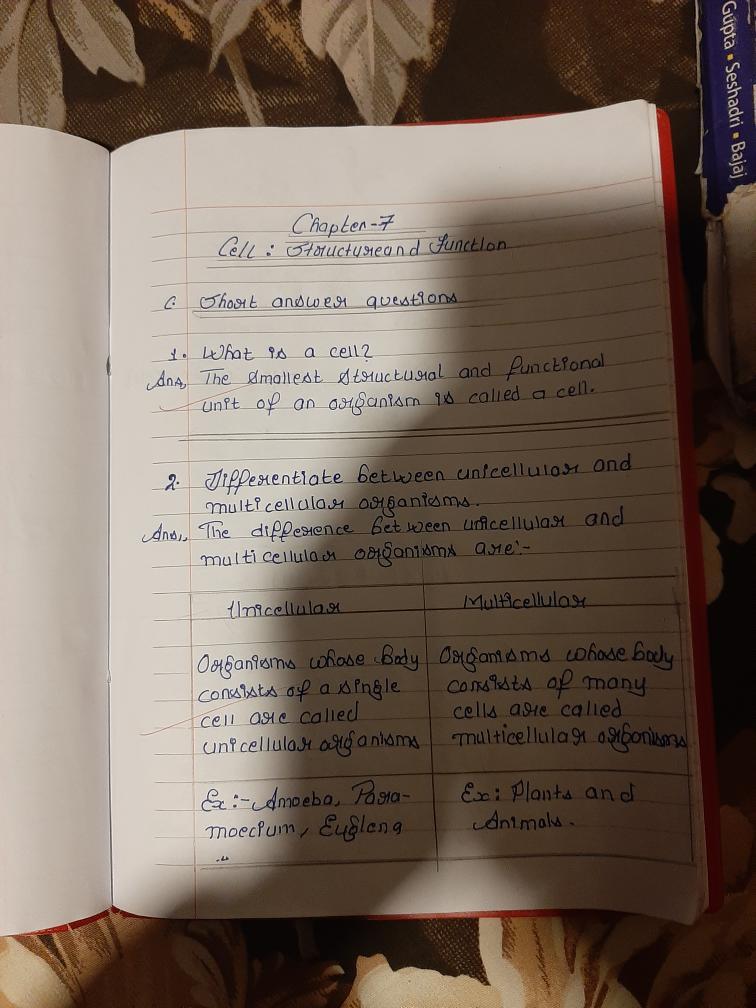 Gupta • Seshadri • Bajaj
Chapter-7
Cell : Structure and Function
C. Short answer questions
1. What is a cell?
Ans, The smallest structural and functional
unit of an organism is called a cell.
2. Differentiate between unicellular and
multicellular organisms.
Ans,, The difference between unicellular and
multicellular organisms are:-
Unicellular Multicellular
Organisms whose body Organisms whose body
consists of a single consists of many
cell are called cells are called
unicellular organisms multicellular organisms
Ex:- Amoeba, Para- Ex: Plants and
moecium, Euglena Animals.